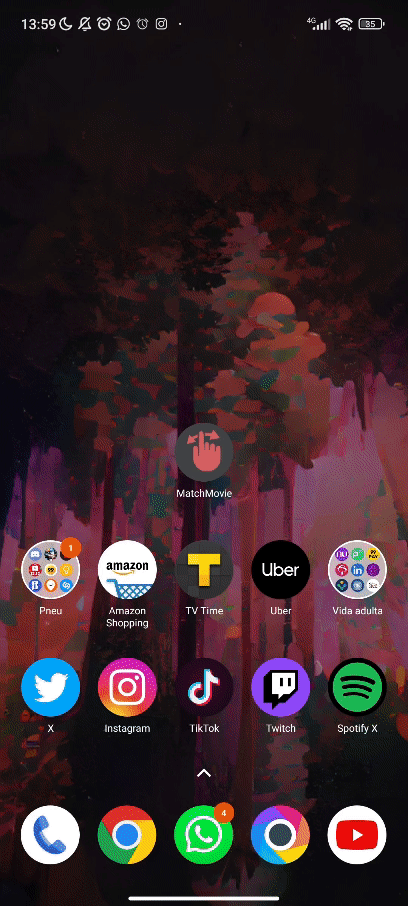 13:59
4G
35
MatchMovie
1
amazon
T
Uber
Pneu
Amazon
Shopping
TV Time
Uber
Vida adulta
X
Instagram
TikTok
Twitch
Spotify X
4